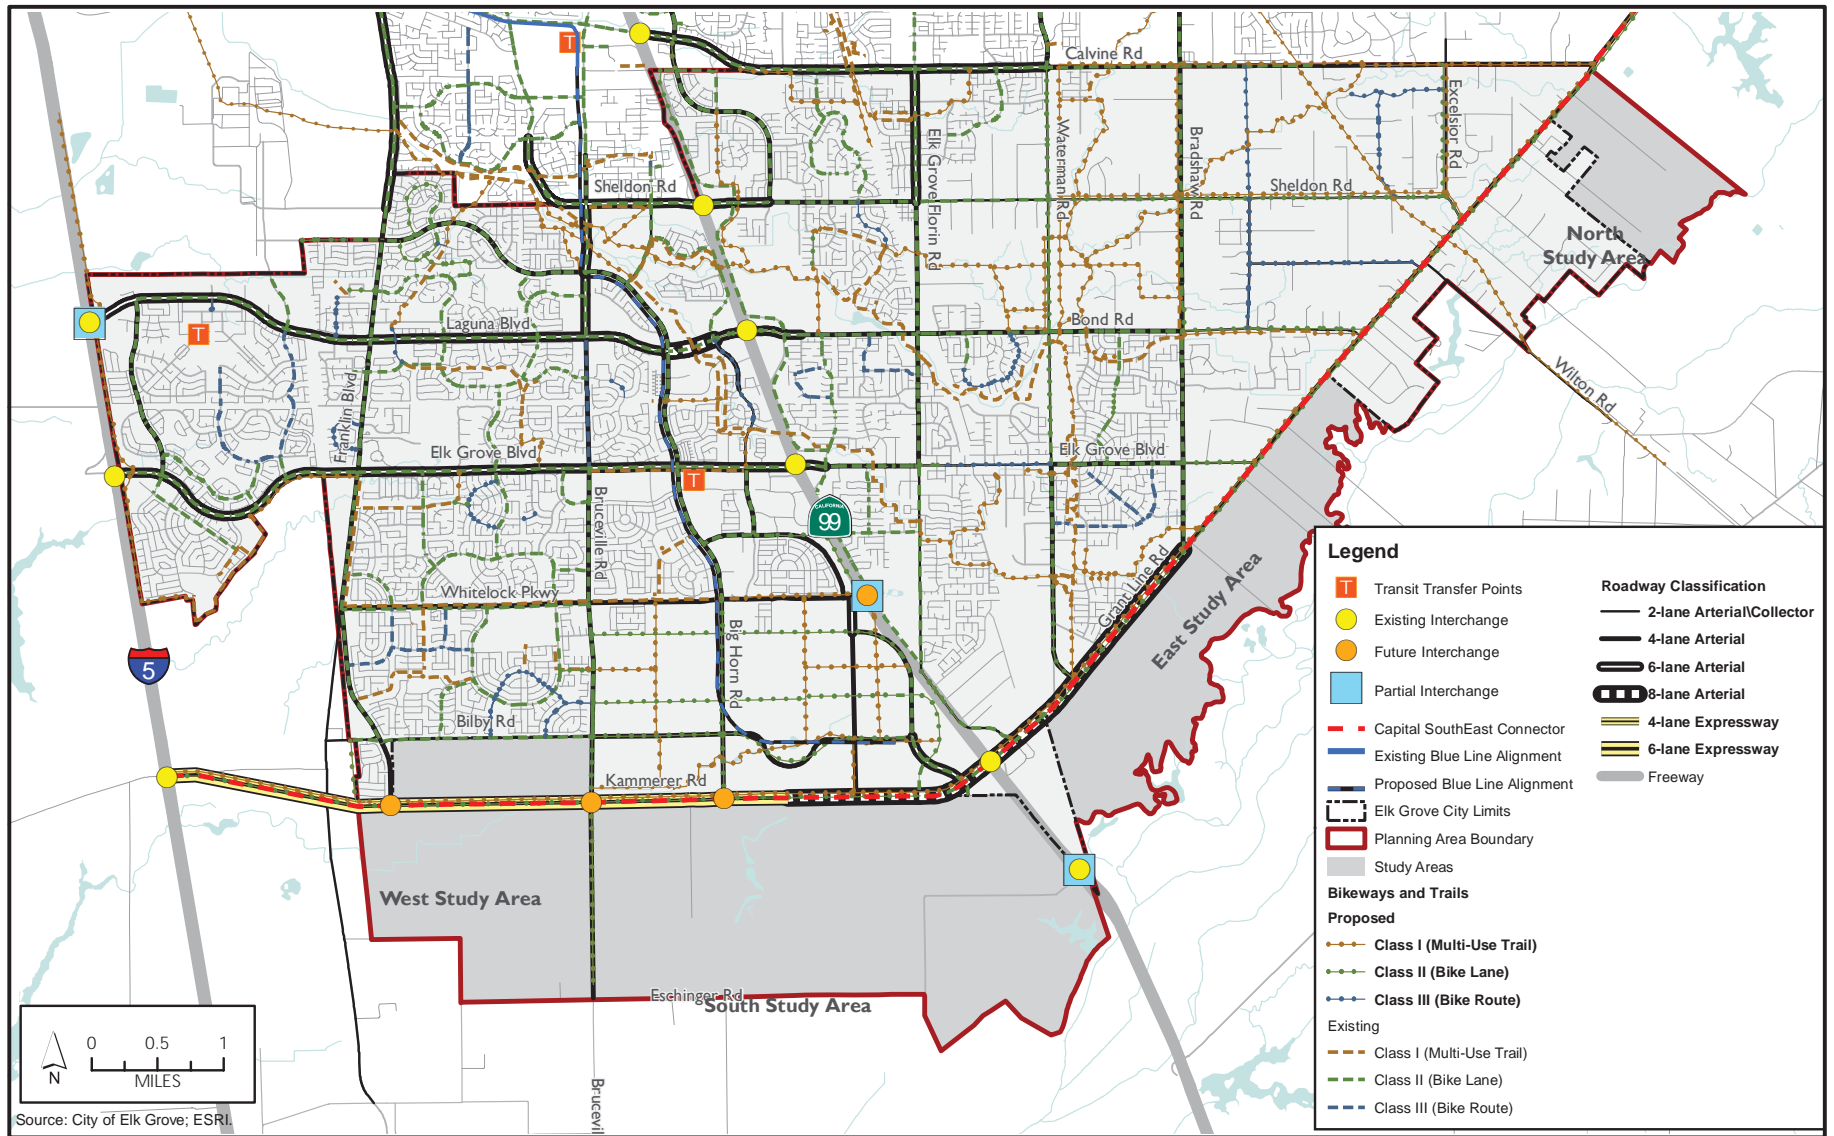 T
Calvine Rd
Excelsior Rd
Elk Grove Florin Rd
Waterman Rd
Bradshaw Rd
Sheldon Rd
Sheldon Rd
North
Study Area
T
Laguna Blvd
Bond Rd
Wilton Rd
Franklin Blvd
Elk Grove Blvd
Elk Grove Blvd
T
Bruceville Rd
CALIFORNIA
99
Grant Line Rd
East Study Area
Whitelock Pkwy
Big Horn Rd
5
Bilby Rd
Kammerer Rd
West Study Area
Eschinger Rd
South Study Area
Brucevil
Legend
T Transit Transfer Points
Existing Interchange
Future Interchange
Partial Interchange
Capital SouthEast Connector
Existing Blue Line Alignment
Proposed Blue Line Alignment
Elk Grove City Limits
Planning Area Boundary
Study Areas
Bikeways and Trails
Proposed
Class I (Multi-Use Trail)
Class II (Bike Lane)
Class III (Bike Route)
Existing
Class I (Multi-Use Trail)
Class II (Bike Lane)
Class III (Bike Route)
Roadway Classification
2-lane Arterial\Collector
4-lane Arterial
6-lane Arterial
8-lane Arterial
4-lane Expressway
6-lane Expressway
Freeway
N
0 0.5 1
MILES
Source: City of Elk Grove; ESRI.